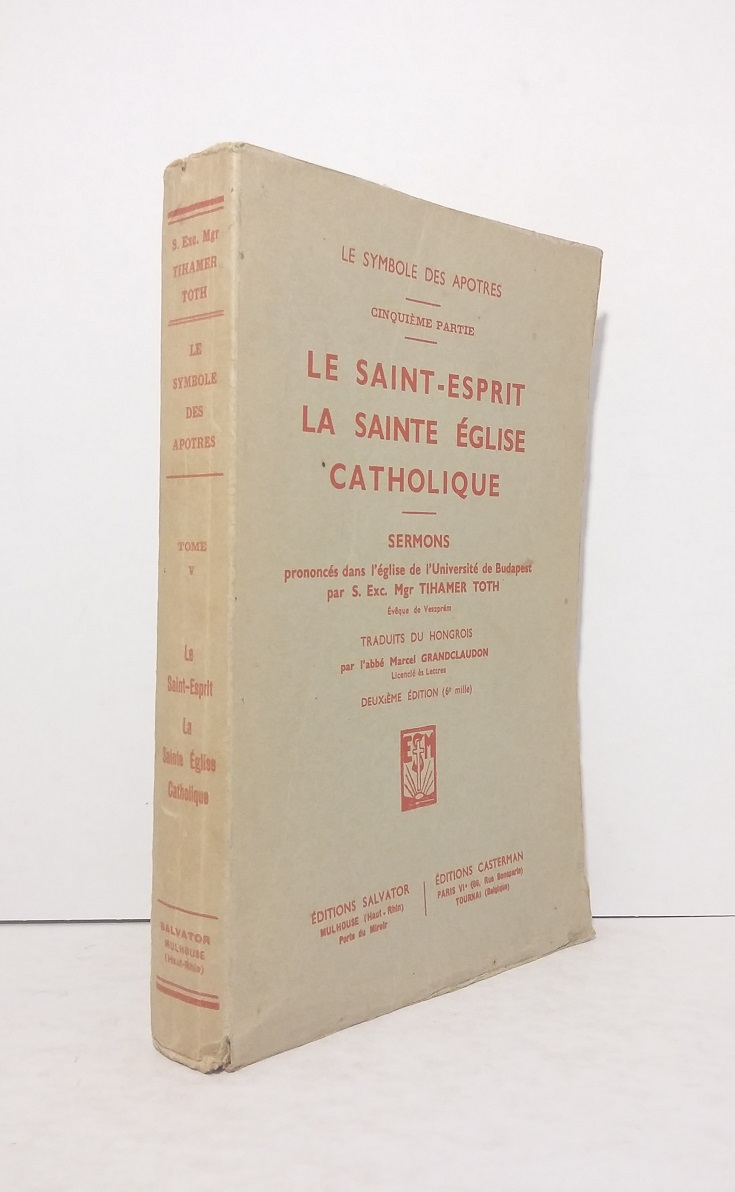 S. Exc. Mgr
TIHAMER
TOTH
LE
SYMBOLE
DES
APOTRES
TOME
V
Le
Saint-Esprit
La
Sainte Église
Catholique
SALVATOR
MULHOUSE
(Haut-Rhin)
LE SYMBOLE DES APOTRES
CINQUIÈME PARTIE
LE SAINT-ESPRIT
LA SAINTE ÉGLISE
CATHOLIQUE
SERMONS
prononcés dans l'église de l'Université de Budapest
par S. Exc. Mgr TIHAMER TOTH
Évêque de Veszprém
TRADUITS DU HONGROIS
par l'abbé Marcel GRANDCLAUDON
Licencié ès Lettres
DEUXIÈME ÉDITION (6e mille)
ESM
ÉDITIONS SALVATOR
MULHOUSE (Haut-Rhin)
Porte du Miroir
ÉDITIONS CASTERMAN
PARIS VIe (66, Rue Bonaparte)
TOURNAI (Belgique)